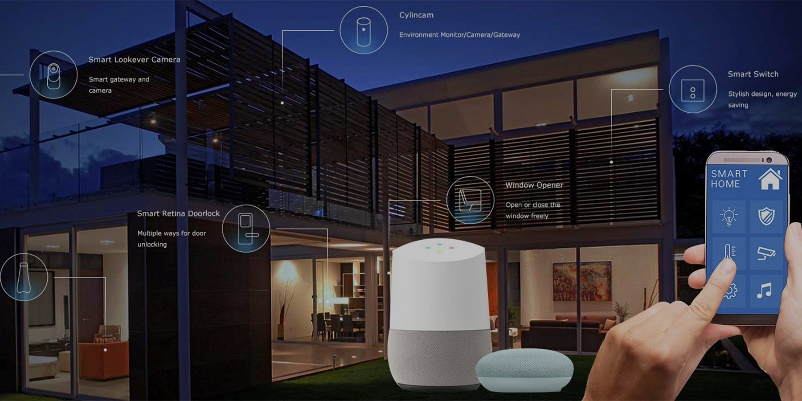 Cylincam
Environment Monitor/Camera/Gateway
Smart Lookever Camera
Smart gateway and
camera
Smart Switch
Stylish design, energy
saving
SMART
HOME
Window Opener
Open or close the
window freely
Smart Retina Doorlock
Multiple ways for door
unlocking